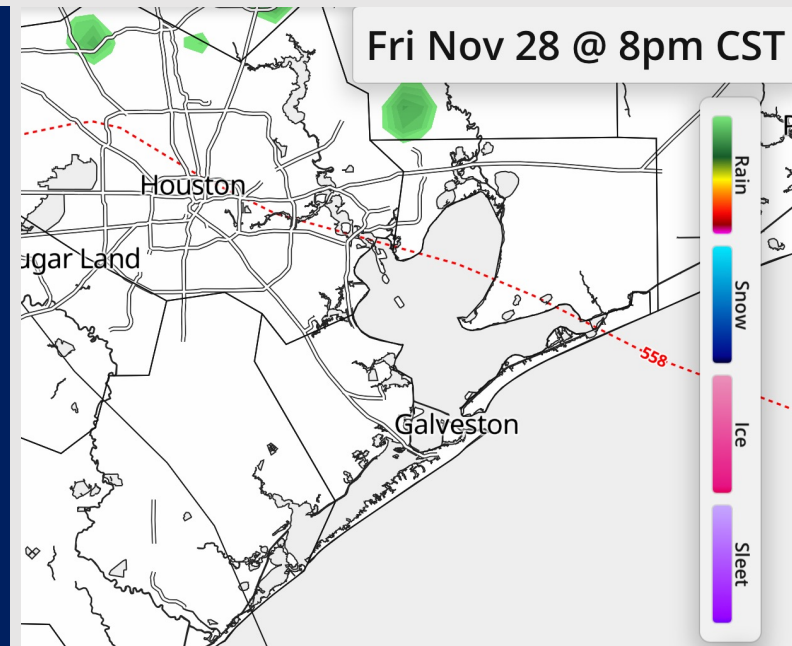 Fri Nov 28 @ 8pm CST
Rain
Houston
ugar Land
Snow
558
Ice
Galveston
Sleet